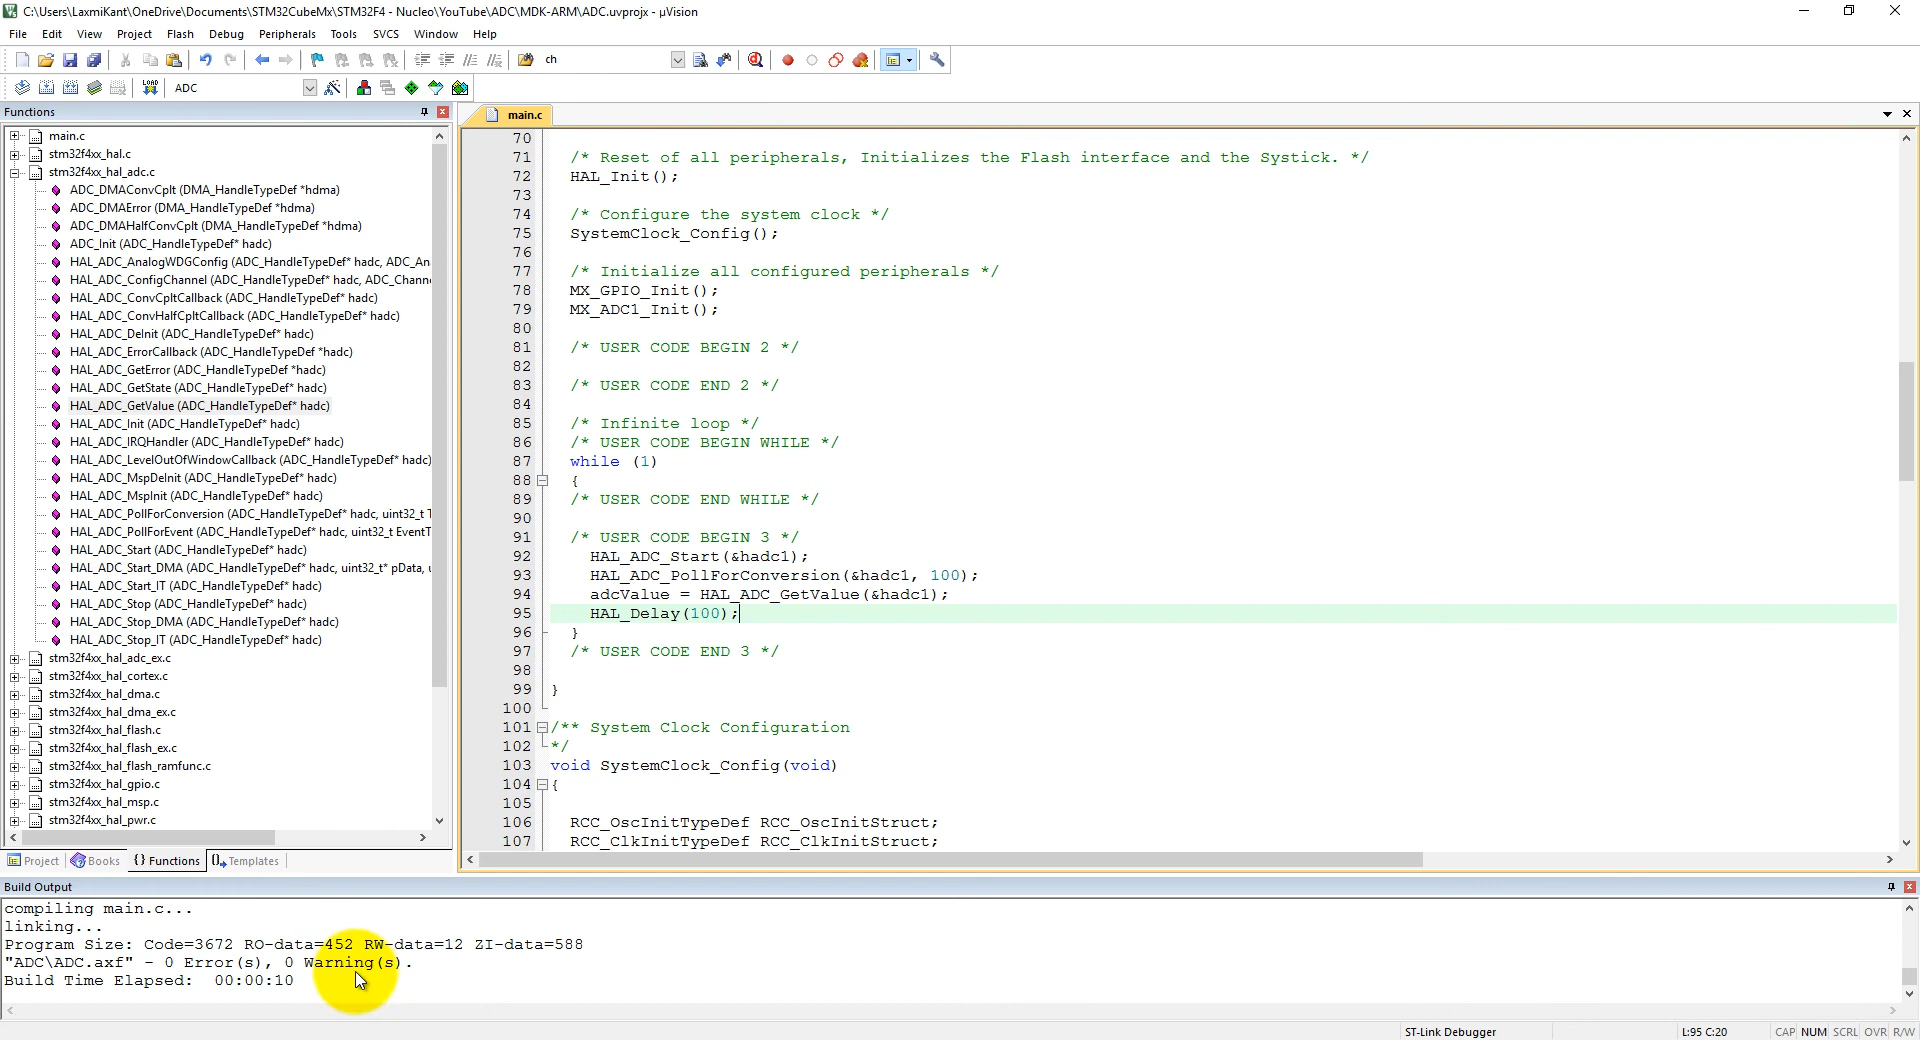 C:\Users\LaxmiKant\OneDrive\Documents\STM32CubeMx\STM32F4 - Nucleo\YouTube\ADC\MDK-ARM\ADC.uvprojx - µVision
File Edit View Project Flash Debug Peripherals Tools SVCS Window Help
ch
LOAD ADC
Functions
main.c
stm32f4xx_hal.c
stm32f4xx_hal_adc.c
ADC_DMAConvCplt (DMA_HandleTypeDef *hdma)
ADC_DMAError (DMA_HandleTypeDef *hdma)
ADC_DMAHalfConvCplt (DMA_HandleTypeDef *hdma)
ADC_Init (ADC_HandleTypeDef* hadc)
HAL_ADC_AnalogWDGConfig (ADC_HandleTypeDef* hadc, ADC_An
HAL_ADC_ConfigChannel (ADC_HandleTypeDef* hadc, ADC_Chann
HAL_ADC_ConvCpltCallback (ADC_HandleTypeDef* hadc)
HAL_ADC_ConvHalfCpltCallback (ADC_HandleTypeDef* hadc)
HAL_ADC_DeInit (ADC_HandleTypeDef* hadc)
HAL_ADC_ErrorCallback (ADC_HandleTypeDef *hadc)
HAL_ADC_GetError (ADC_HandleTypeDef *hadc)
HAL_ADC_GetState (ADC_HandleTypeDef* hadc)
HAL_ADC_GetValue (ADC_HandleTypeDef* hadc)
HAL_ADC_Init (ADC_HandleTypeDef* hadc)
HAL_ADC_IRQHandler (ADC_HandleTypeDef* hadc)
HAL_ADC_LevelOutOfWindowCallback (ADC_HandleTypeDef* hadc)
HAL_ADC_MspDeInit (ADC_HandleTypeDef* hadc)
HAL_ADC_MspInit (ADC_HandleTypeDef* hadc)
HAL_ADC_PollForConversion (ADC_HandleTypeDef* hadc, uint32_t T
HAL_ADC_PollForEvent (ADC_HandleTypeDef* hadc, uint32_t EventT
HAL_ADC_Start (ADC_HandleTypeDef* hadc)
HAL_ADC_Start_DMA (ADC_HandleTypeDef* hadc, uint32_t* pData, u
HAL_ADC_Start_IT (ADC_HandleTypeDef* hadc)
HAL_ADC_Stop (ADC_HandleTypeDef* hadc)
HAL_ADC_Stop_DMA (ADC_HandleTypeDef* hadc)
HAL_ADC_Stop_IT (ADC_HandleTypeDef* hadc)
stm32f4xx_hal_adc_ex.c
stm32f4xx_hal_cortex.c
stm32f4xx_hal_dma.c
stm32f4xx_hal_dma_ex.c
stm32f4xx_hal_flash.c
stm32f4xx_hal_flash_ex.c
stm32f4xx_hal_flash_ramfunc.c
stm32f4xx_hal_gpio.c
stm32f4xx_hal_msp.c
stm32f4xx_hal_pwr.c
Project Books {} Functions Templates
main.c
70
71 /* Reset of all peripherals, Initializes the Flash interface and the Systick. */
72 HAL_Init();
73
74 /* Configure the system clock */
75 SystemClock_Config();
76
77 /* Initialize all configured peripherals */
78 MX_GPIO_Init();
79 MX_ADC1_Init();
80
81 /* USER CODE BEGIN 2 */
82
83 /* USER CODE END 2 */
84
85 /* Infinite loop */
86 /* USER CODE BEGIN WHILE */
87 while (1)
88 {
89 /* USER CODE END WHILE */
90
91 /* USER CODE BEGIN 3 */
92 HAL_ADC_Start(&hadc1);
93 HAL_ADC_PollForConversion(&hadc1, 100);
94 adcValue = HAL_ADC_GetValue(&hadc1);
95 HAL_Delay(100);
96 }
97 /* USER CODE END 3 */
98
99 }
100
101 /** System Clock Configuration
102 */
103 void SystemClock_Config(void)
104 {
105
106 RCC_OscInitTypeDef RCC_OscInitStruct;
107 RCC_ClkInitTypeDef RCC_ClkInitStruct;
Build Output
compiling main.c...
linking...
Program Size: Code=3672 RO-data=452 RW-data=12 ZI-data=588
"ADC\ADC.axf" - 0 Error(s), 0 Warning(s).
Build Time Elapsed: 00:00:10
ST-Link Debugger L:95 C:20 CAP NUM SCRL OVR R/W